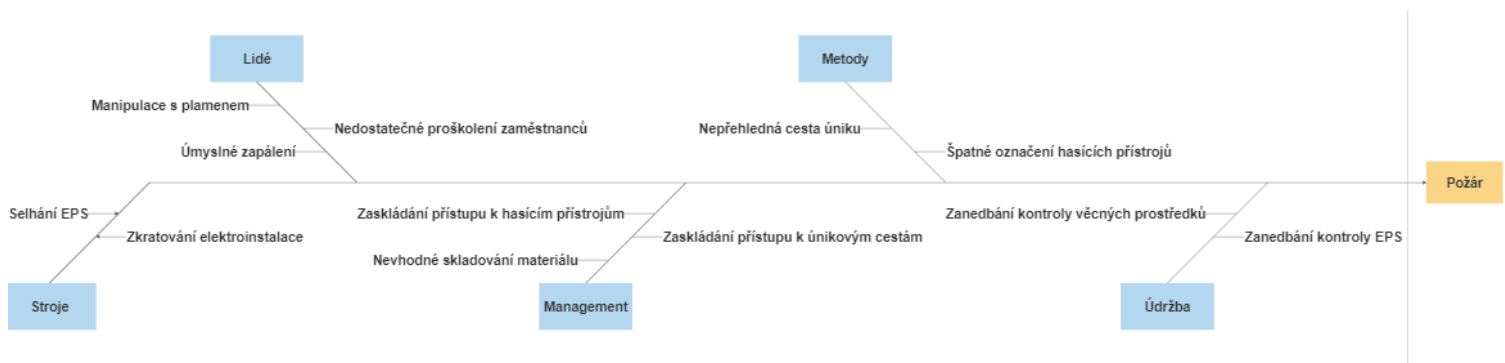 Lidé
Metody
Manipulace s plamenem
Nedostatečné proškolení zaměstnanců
Nepřehledná cesta úniku
Úmyslné zapálení
Špatné označení hasících přístrojů
Požár
Selhání EPS
Zaskládání přístupu k hasícím přístrojům
Zanedbání kontroly věcných prostředků
Zkratování elektroinstalace
Zaskládání přístupu k únikovým cestám
Zanedbání kontroly EPS
Nevhodné skladování materiálu
Stroje
Management
Údržba